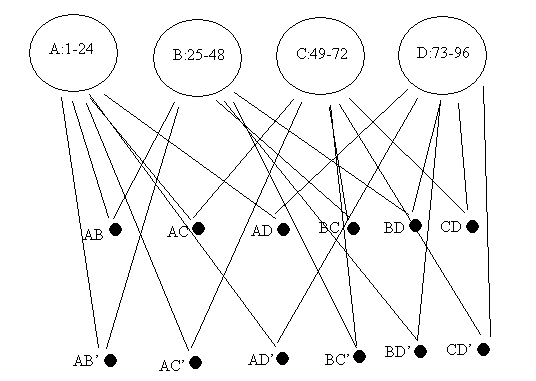 A:1-24 B:25-48 C:49-72 D:73-96
AB AC AD BC BD CD
AB’ AC’ AD’ BC’ BD’ CD’